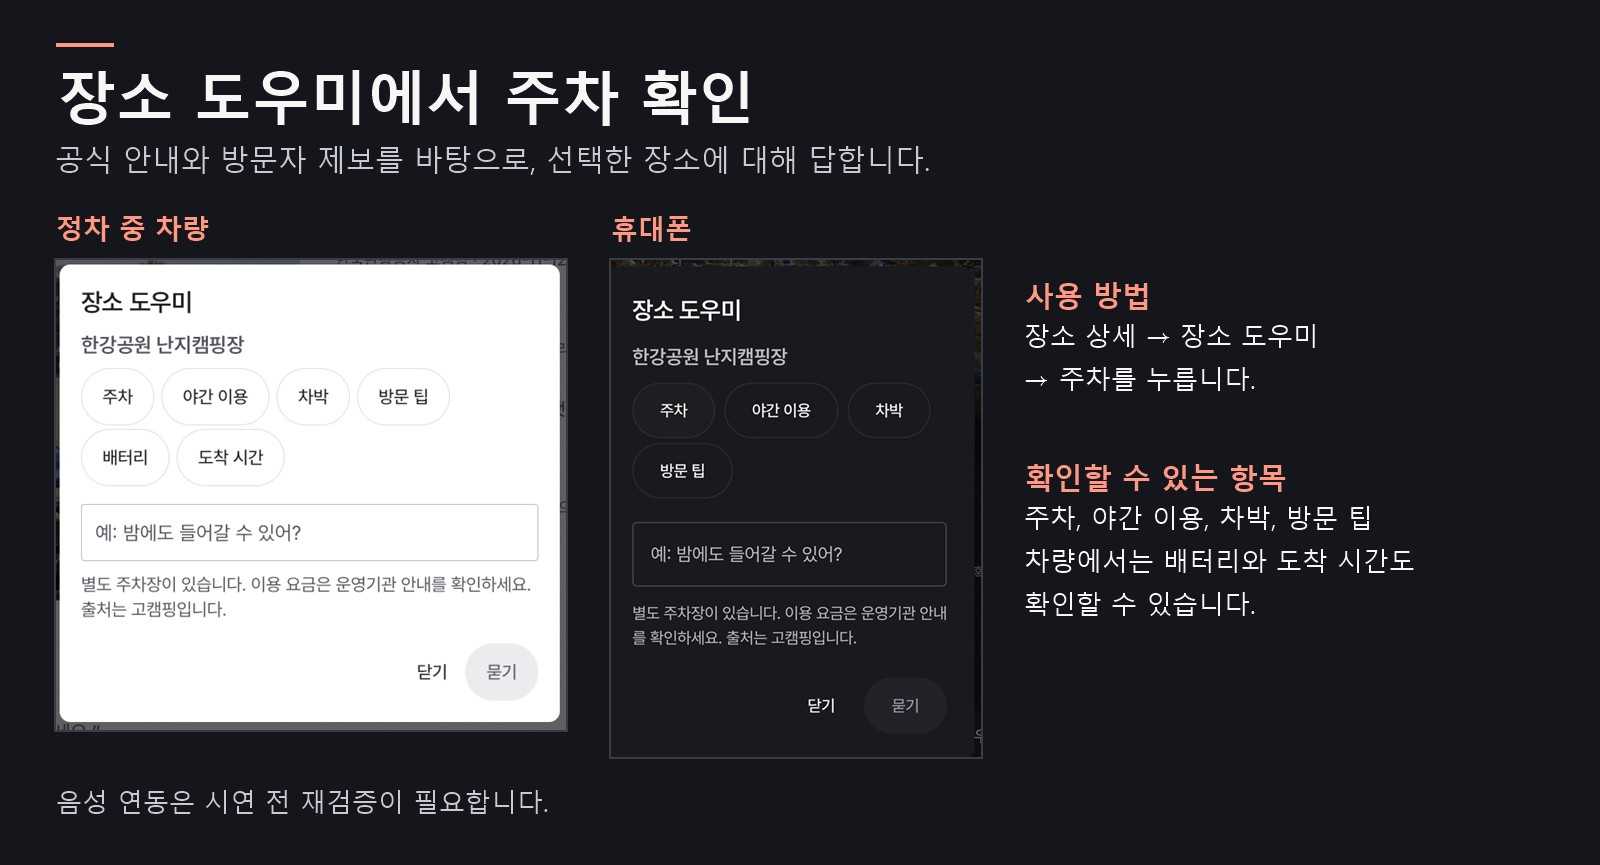 장소 도우미에서 주차 확인
공식 안내와 방문자 제보를 바탕으로, 선택한 장소에 대해 답합니다.
정차 중 차량
장소 도우미
한강공원 난지캠핑장
주차 야간 이용 차박 방문 팁
배터리 도착 시간
예: 밤에도 들어갈 수 있어?
별도 주차장이 있습니다. 이용 요금은 운영기관 안내를 확인하세요.
출처는 고캠핑입니다.
닫기 묻기
휴대폰
장소 도우미
한강공원 난지캠핑장
주차 야간 이용 차박
방문 팁
예: 밤에도 들어갈 수 있어?
별도 주차장이 있습니다. 이용 요금은 운영기관 안내
를 확인하세요. 출처는 고캠핑입니다.
닫기 묻기
사용 방법
장소 상세 → 장소 도우미
→ 주차를 누릅니다.
확인할 수 있는 항목
주차, 야간 이용, 차박, 방문 팁
차량에서는 배터리와 도착 시간도
확인할 수 있습니다.
음성 연동은 시연 전 재검증이 필요합니다.